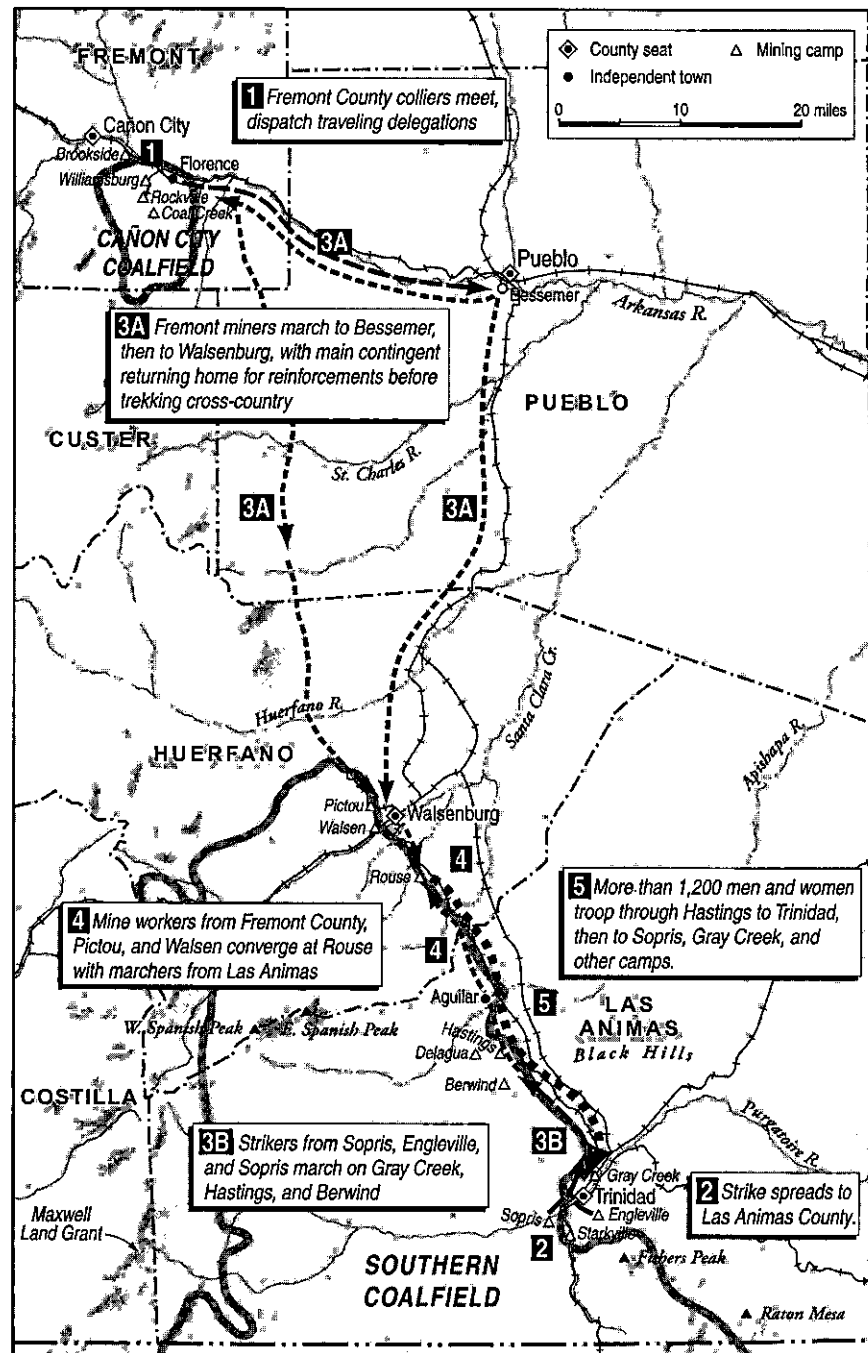 County seat
Mining camp
Independent town
0 10 20 miles
FREMONT
1 Fremont County colliers meet,
dispatch traveling delegations
Cañon City
Brookside
1
Florence
Williamsburg
Rockvale
Coal Creek
CAÑON CITY
COALFIELD
3A
Pueblo
Bessemer
Arkansas R.
3A Fremont miners march to Bessemer,
then to Walsenburg, with main contingent
returning home for reinforcements before
trekking cross-country
PUEBLO
CUSTER
St. Charles R.
3A
3A
Santa Clara Cr.
Huerfano R.
Apishapa R.
HUERFANO
Pictou
Walsenburg
Walsen
4
Rouse
5 More than 1,200 men and women
troop through Hastings to Trinidad,
then to Sopris, Gray Creek, and
other camps.
4 Mine workers from Fremont County,
Pictou, and Walsen converge at Rouse
with marchers from Las Animas
4
Aguilar
5
LAS
ANIMAS
W. Spanish Peak
E. Spanish Peak
Hastings
Delagua
Black Hills
Berwind
COSTILLA
3B Strikers from Sopris, Engleville,
and Sopris march on Gray Creek,
Hastings, and Berwind
3B
Purgatoire R.
Gray Creek
Trinidad
2 Strike spreads to
Las Animas County.
Maxwell
Land Grant
Sopris
Engleville
Starkville
2
Fishers Peak
SOUTHERN
COALFIELD
Raton Mesa